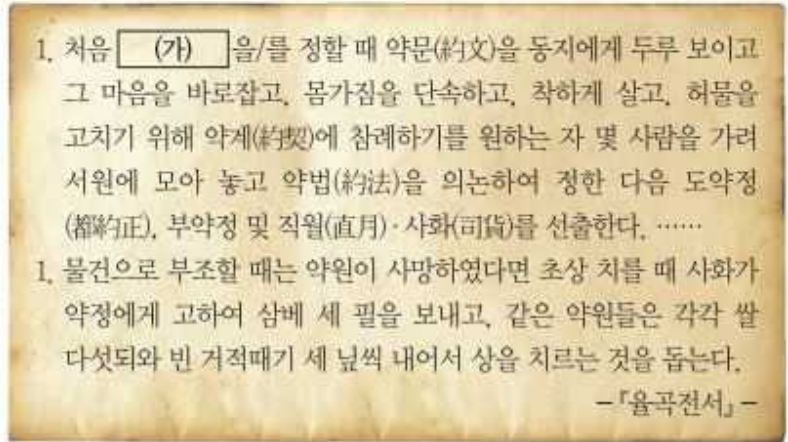 1. 처음 (가) 을/를 정할 때 약문(約文)을 동지에게 두루 보이고
그 마음을 바로잡고, 몸가짐을 단속하고, 착하게 살고, 허물을
고치기 위해 약계(約契)에 참례하기를 원하는 자 몇 사람을 가려
서원에 모아 놓고 약법(約法)을 의논하여 정한 다음 도약정
(都約正), 부약정 및 직월(直月)·사화(司貨)를 선출한다. ……
1. 물건으로 부조할 때는 약원이 사망하였다면 초상 치를 때 사화가
약정에게 고하여 삼베 세 필을 보내고, 같은 약원들은 각각 쌀
다섯되와 빈 거적때기 세 닢씩 내어서 상을 치르는 것을 돕는다.
-『율곡전서』-